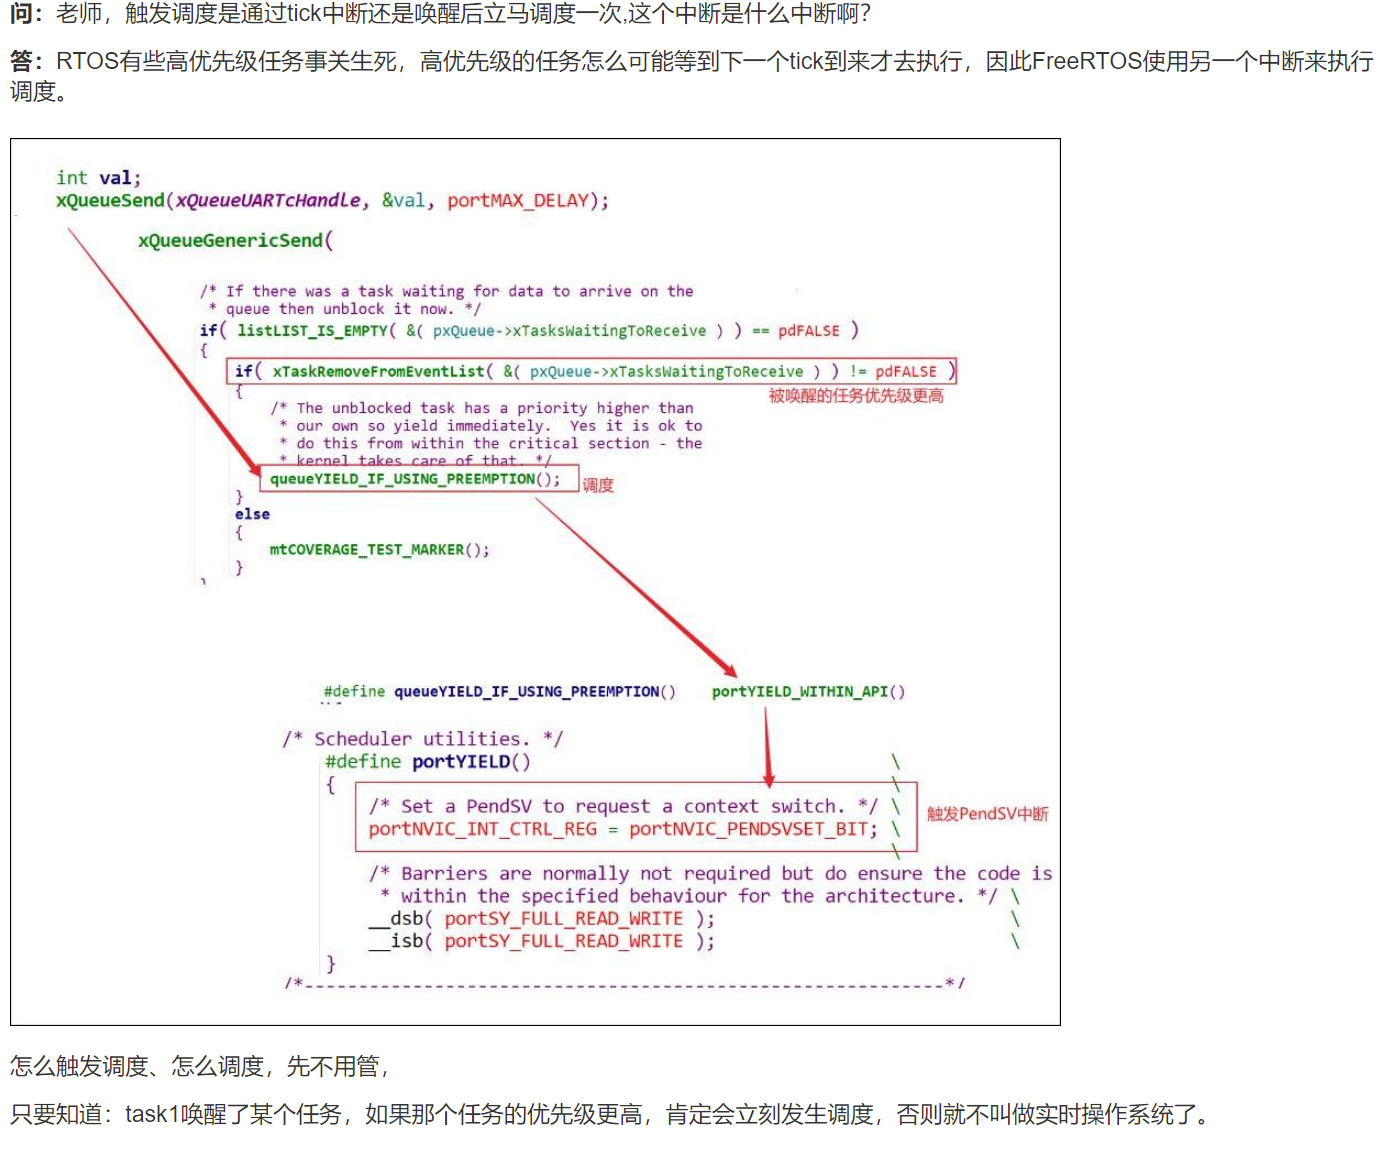 问：老师，触发调度是通过tick中断还是唤醒后立马调度一次,这个中断是什么中断啊？
答：RTOS有些高优先级任务事关生死，高优先级的任务怎么可能等到下一个tick到来才去执行，因此FreeRTOS使用另一个中断来执行
调度。
int val;
xQueueSend(xQueueUARTcHandle, &val, portMAX_DELAY);
xQueueGenericSend(
/* If there was a task waiting for data to arrive on the
* queue then unblock it now. */
if( listLIST_IS_EMPTY( &( pxQueue->xTasksWaitingToReceive ) ) == pdFALSE )
{
if( xTaskRemoveFromEventList( &( pxQueue->xTasksWaitingToReceive ) ) != pdFALSE )
{
被唤醒的任务优先级更高
/* The unblocked task has a priority higher than
* our own so yield immediately.  Yes it is ok to
* do this from within the critical section - the
* kernel takes care of that. */
queueYIELD_IF_USING_PREEMPTION(); 调度
}
else
{
mtCOVERAGE_TEST_MARKER();
}
#define queueYIELD_IF_USING_PREEMPTION() portYIELD_WITHIN_API()
/* Scheduler utilities. */
#define portYIELD() \
{ \
/* Set a PendSV to request a context switch. */ \
portNVIC_INT_CTRL_REG = portNVIC_PENDSVSET_BIT; \
触发PendSV中断
\
/* Barriers are normally not required but do ensure the code is
* within the specified behaviour for the architecture. */ \
__dsb( portSY_FULL_READ_WRITE ); \
__isb( portSY_FULL_READ_WRITE ); \
}
/*-----------------------------------------------------------*/
怎么触发调度、怎么调度，先不用管，
只要知道：task1唤醒了某个任务，如果那个任务的优先级更高，肯定会立刻发生调度，否则就不叫做实时操作系统了。